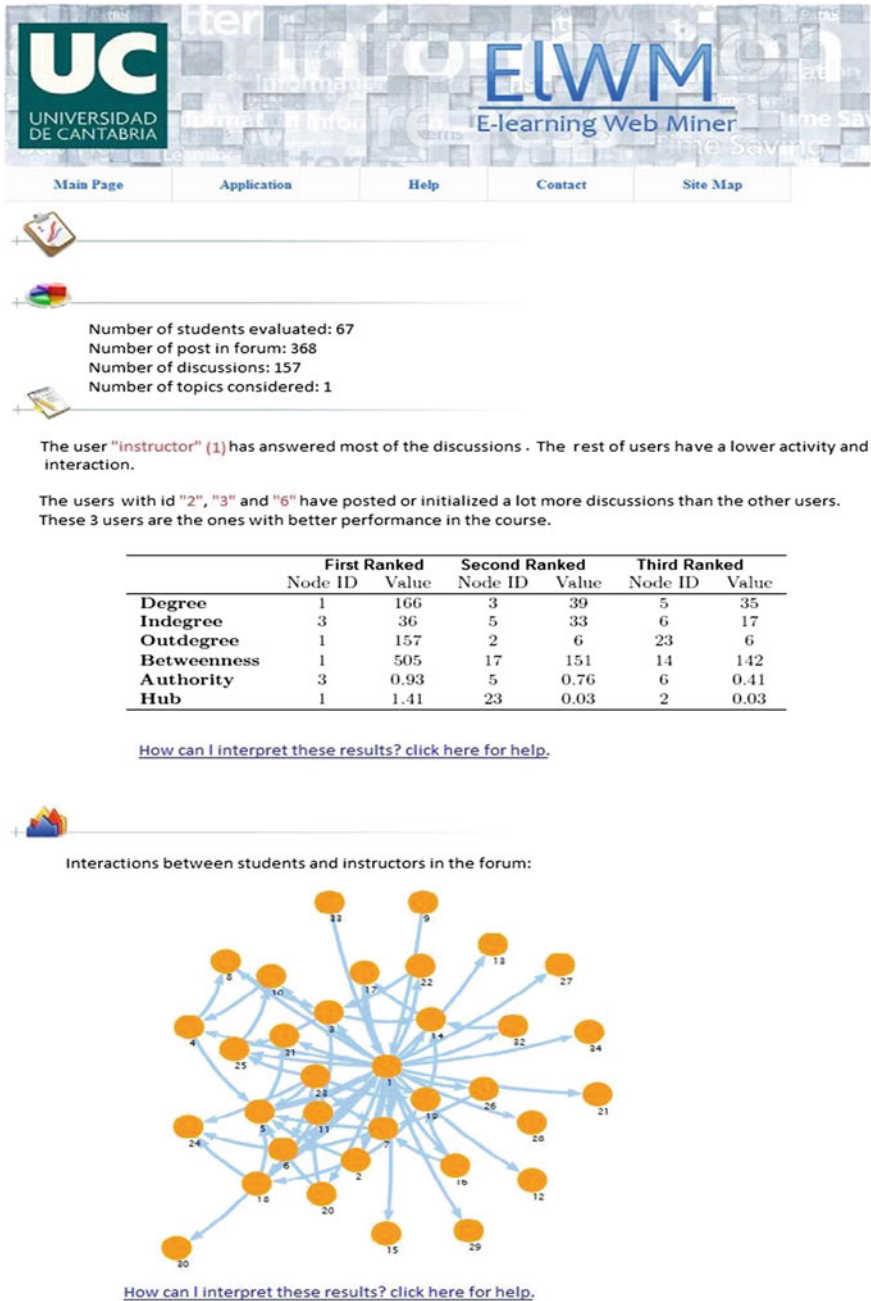 UC
UNIVERSIDAD
DE CANTABRIA
ElWM
E-learning Web Miner
Main Page Application Help Contact Site Map
Number of students evaluated: 67
Number of post in forum: 368
Number of discussions: 157
Number of topics considered: 1
The user "instructor" (1) has answered most of the discussions . The rest of users have a lower activity and
interaction.
The users with id "2", "3" and "6" have posted or initialized a lot more discussions than the other users.
These 3 users are the ones with better performance in the course.
First Ranked Second Ranked Third Ranked
Node ID Value Node ID Value Node ID Value
Degree 1 166 3 39 5 35
Indegree 3 36 5 33 6 17
Outdegree 1 157 2 6 23 6
Betweenness 1 505 17 151 14 142
Authority 3 0.93 5 0.76 6 0.41
Hub 1 1.41 23 0.03 2 0.03
How can I interpret these results? click here for help.
Interactions between students and instructors in the forum:
9
13
27
8
10
17
22
3
14
32
34
4
25
31
1
23
26
21
5
11
19
28
24
6
7
2
16
12
18
20
15
29
30
How can I interpret these results? click here for help.